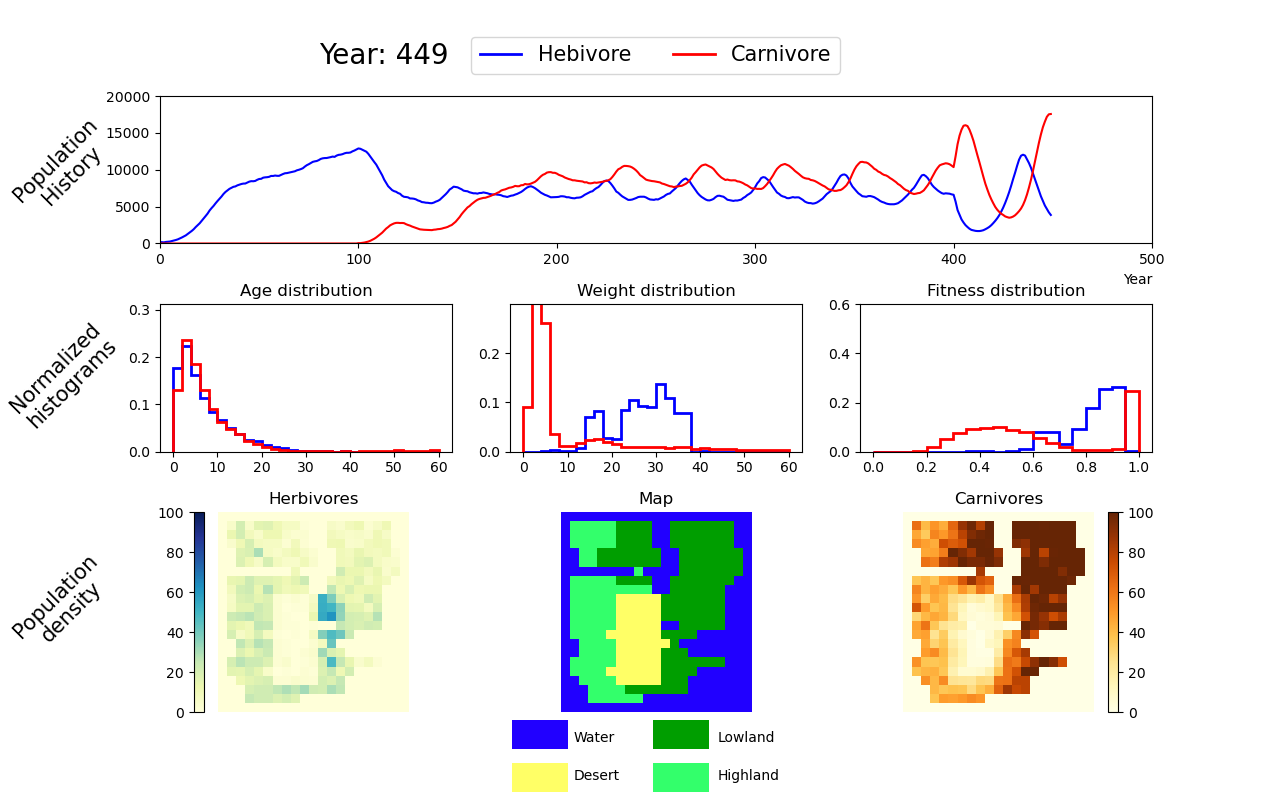 Year: 449
Hebivore
Carnivore
Population
History
20000
15000
10000
5000
0
0
100
200
300
400
500
Year
Normalized
histograms
Age distribution
0.3
0.2
0.1
0.0
0
10
20
30
40
50
60
Weight distribution
0.2
0.1
0.0
0
10
20
30
40
50
60
Fitness distribution
0.6
0.4
0.2
0.0
0.0
0.2
0.4
0.6
0.8
1.0
Population
density
Herbivores
100
80
60
40
20
0
Map
Carnivores
100
80
60
40
20
0
Water
Lowland
Desert
Highland